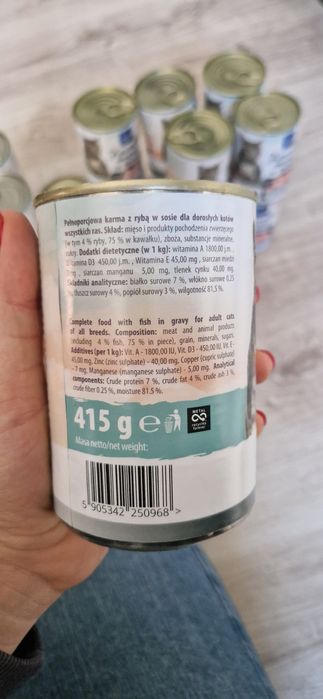 Pełnoporcjowa karma z rybą w sosie dla dorosłych kotów
wszystkich ras. Skład: mięso i produkty pochodzenia zwierzęcego
(w tym 4 % ryby, 75 % w kawałku), zboża, substancje mineralne,
cukry. Dodatki dietetyczne (w 1 kg): witamina A 1800,00 j.m.,
witamina D3 450,00 j.m., Witamina E 45,00 mg, siarczan miedzi
mg, siarczan manganu 5,00 mg, tlenek cynku 40,00 mg.
Składniki analityczne: białko surowe 7 %, włókno surowe 0.25
%, tłuszcz surowy 4 %, popiół surowy 3 %, wilgotność 81,5 %.
Complete food with fish in gravy for adult cats
of all breeds. Composition: meat and animal products
(including 4 % fish, 75 % in piece), grain, minerals, sugars.
Additives (per 1 kg): Vit. A - 1800,00 IU, Vit. D3 - 450,00 IU, Vit. E -
45,00 mg, Zinc (zinc sulphate) - 40,00 mg, Copper (cupric sulphate)
- 7 mg, Manganese (manganese sulphate) - 5,00 mg. Analytical
components: Crude protein 7 %, crude fat 4 %, crude ash 3 %,
crude fiber 0.25 %, moisture 81.5 %.
415 g e
METAL
Masa netto/net weight:
5 905342 250968 >